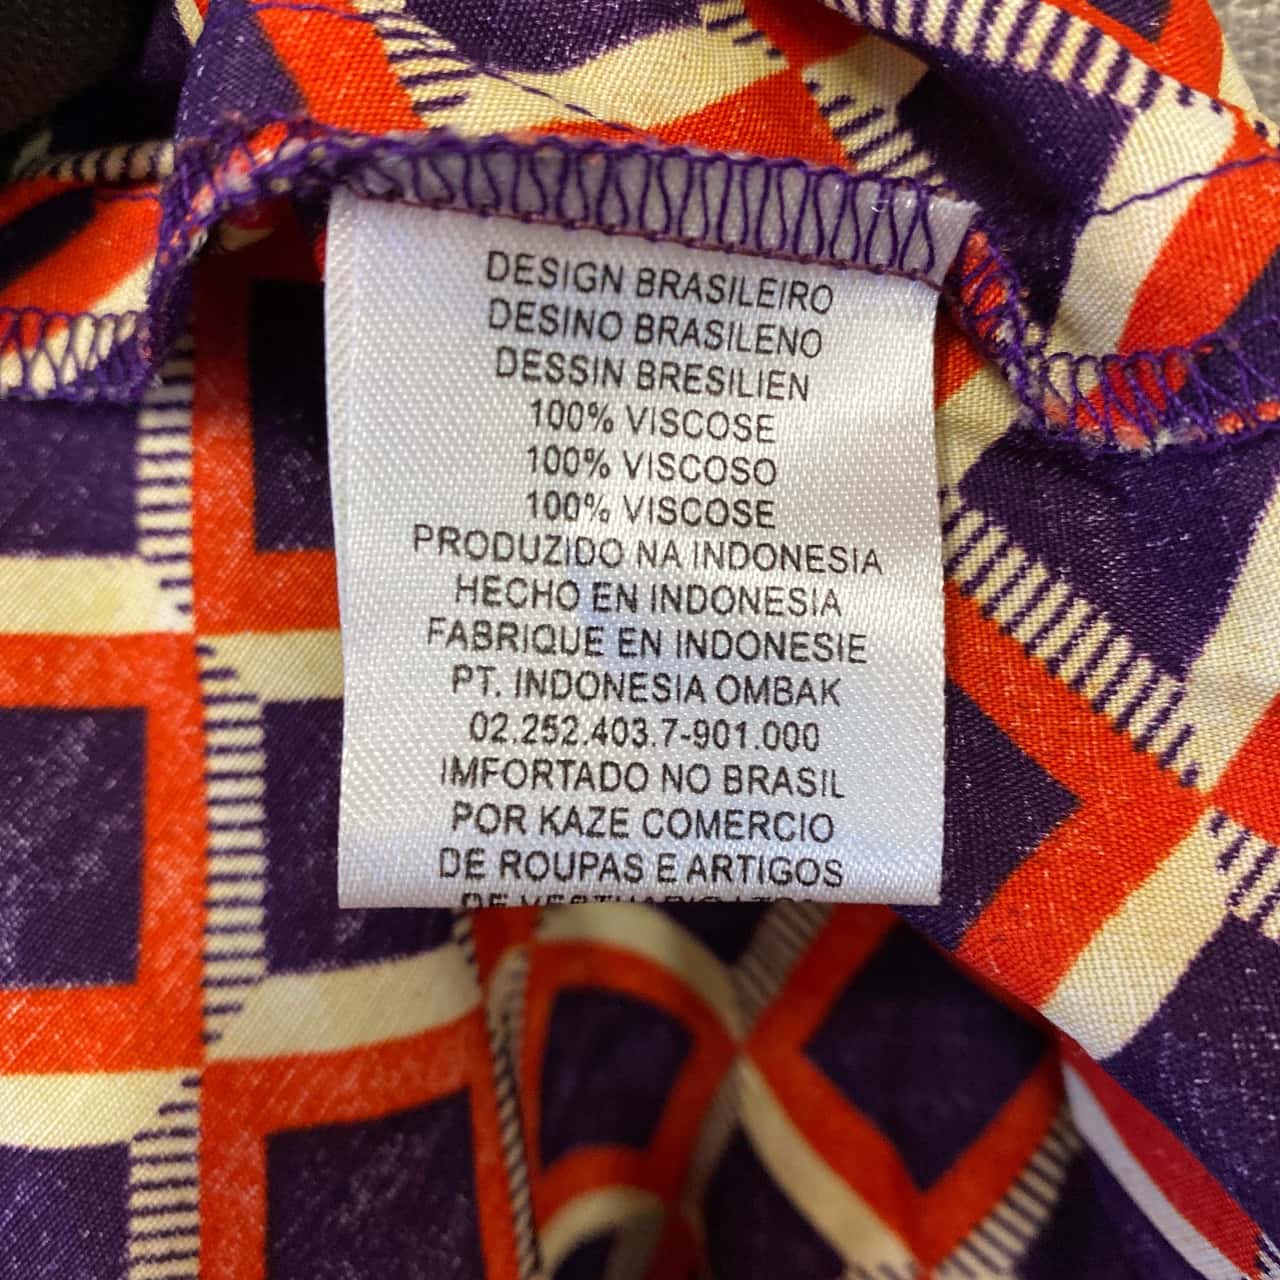 DESIGN BRASILEIRO
DESINO BRASILENO
DESSIN BRESILIEN
100% VISCOSE
100% VISCOSO
100% VISCOSE
PRODUZIDO NA INDONESIA
HECHO EN INDONESIA
FABRIQUE EN INDONESIE
PT. INDONESIA OMBAK
02.252.403.7-901.000
IMFORTADO NO BRASIL
POR KAZE COMERCIO
DE ROUPAS E ARTIGOS